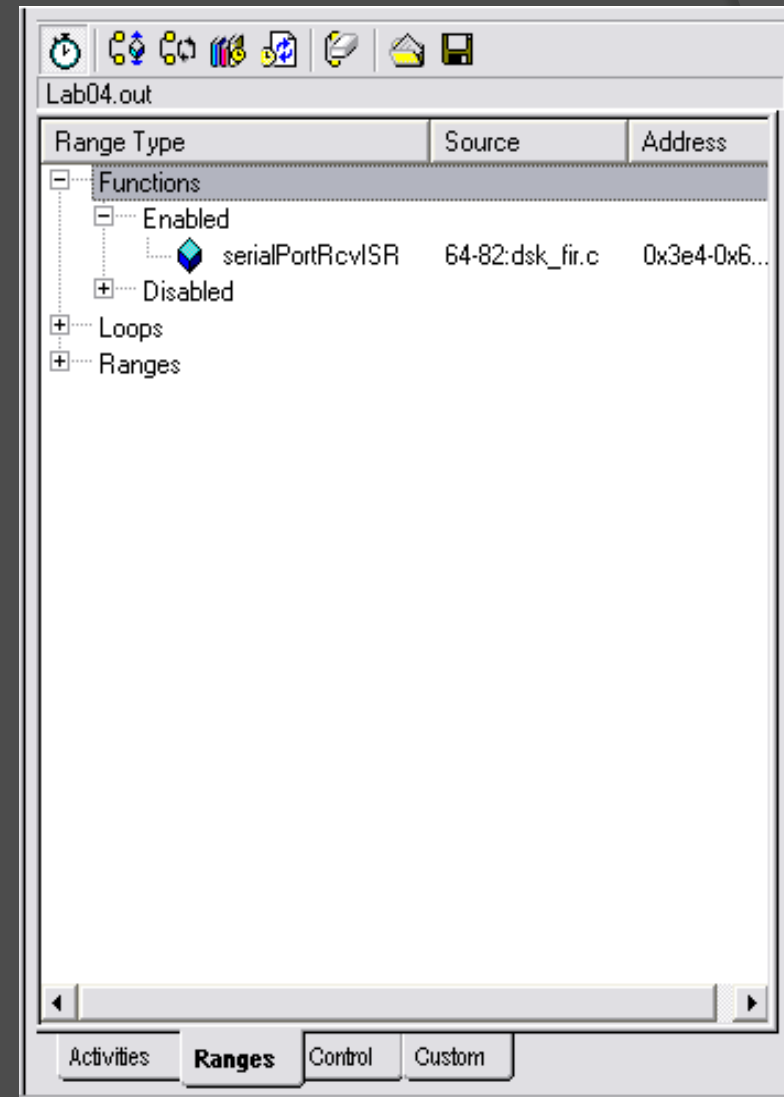 Lab04.out
Range Type Source Address
Functions
Enabled
serialPortRcvISR 64-82:dsk_fir.c 0x3e4-0x6...
Disabled
Loops
Ranges
Activities Ranges Control Custom